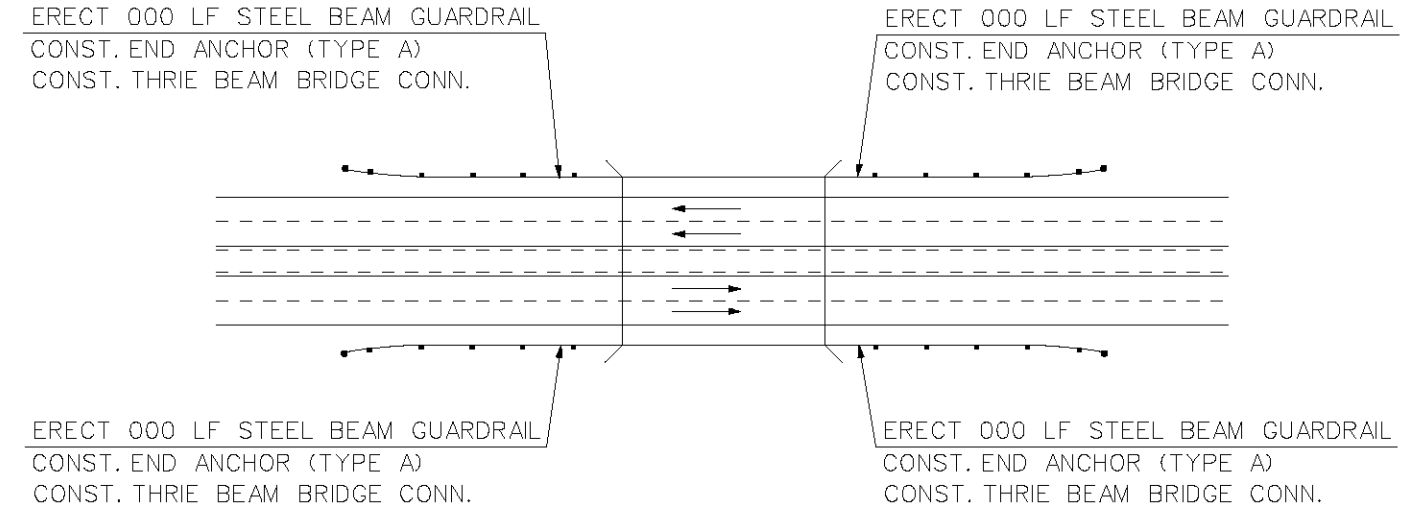 ERECT 000 LF STEEL BEAM GUARDRAIL
CONST. END ANCHOR (TYPE A)
CONST. THRIE BEAM BRIDGE CONN.
ERECT 000 LF STEEL BEAM GUARDRAIL
CONST. END ANCHOR (TYPE A)
CONST. THRIE BEAM BRIDGE CONN.
ERECT 000 LF STEEL BEAM GUARDRAIL
CONST. END ANCHOR (TYPE A)
CONST. THRIE BEAM BRIDGE CONN.
ERECT 000 LF STEEL BEAM GUARDRAIL
CONST. END ANCHOR (TYPE A)
CONST. THRIE BEAM BRIDGE CONN.